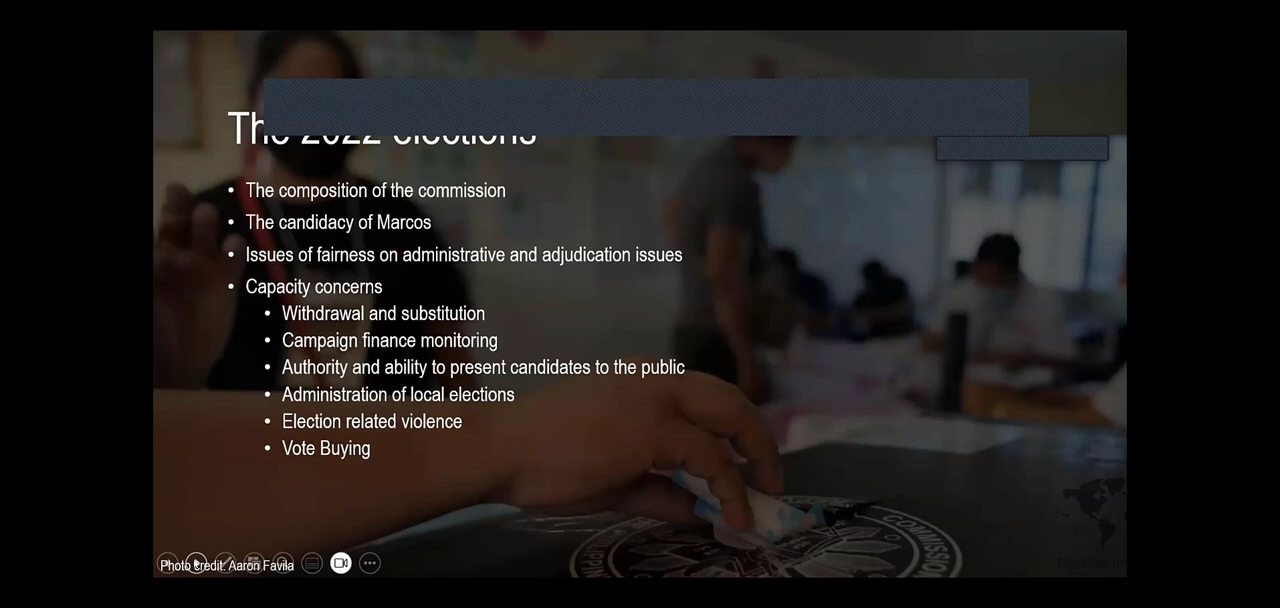 The 2022 elections
• The composition of the commission
• The candidacy of Marcos
• Issues of fairness on administrative and adjudication issues
• Capacity concerns
• Withdrawal and substitution
• Campaign finance monitoring
• Authority and ability to present candidates to the public
• Administration of local elections
• Election related violence
• Vote Buying
COMMISSION
Photo credit: Aaron Favila
Electoral